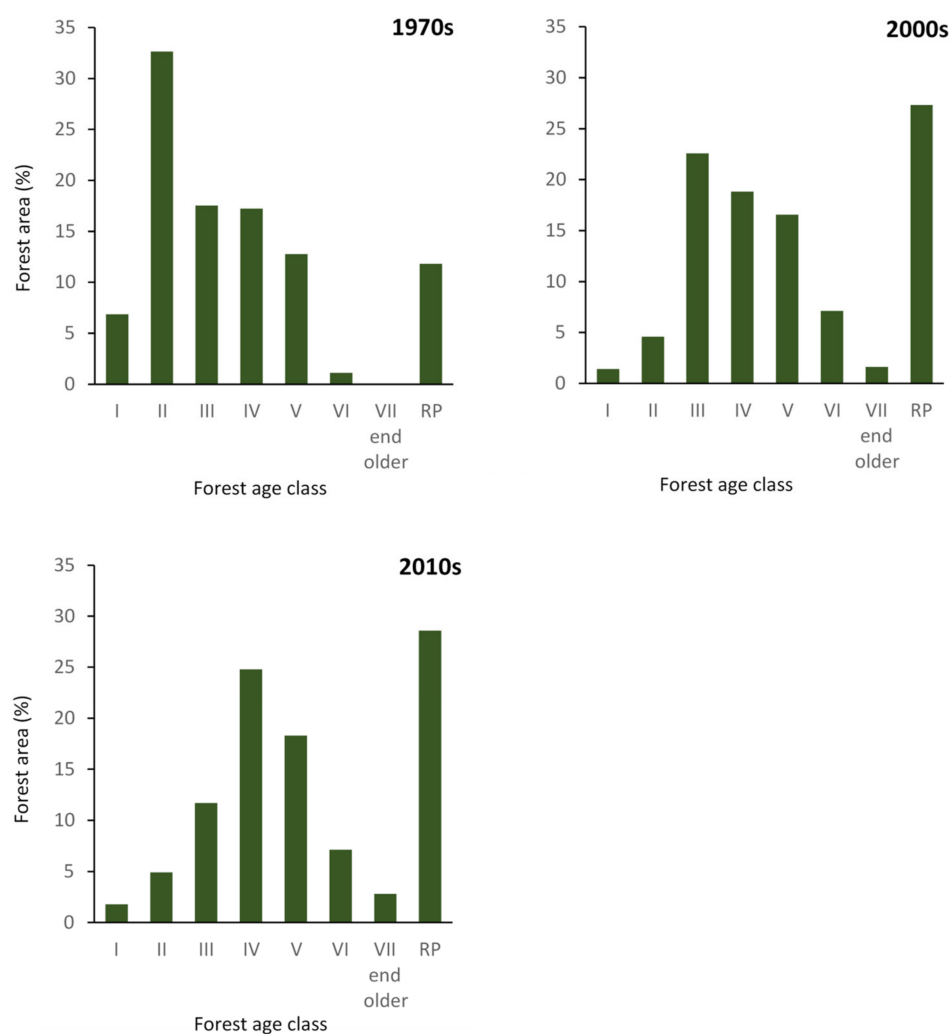 1970s
35
30
25
20
15
10
5
0
Forest area (%)
I II III IV V VI VII RP
end
older
Forest age class
2000s
35
30
25
20
15
10
5
0
Forest area (%)
I II III IV V VI VII RP
end
older
Forest age class
2010s
35
30
25
20
15
10
5
0
Forest area (%)
I II III IV V VI VII RP
end
older
Forest age class